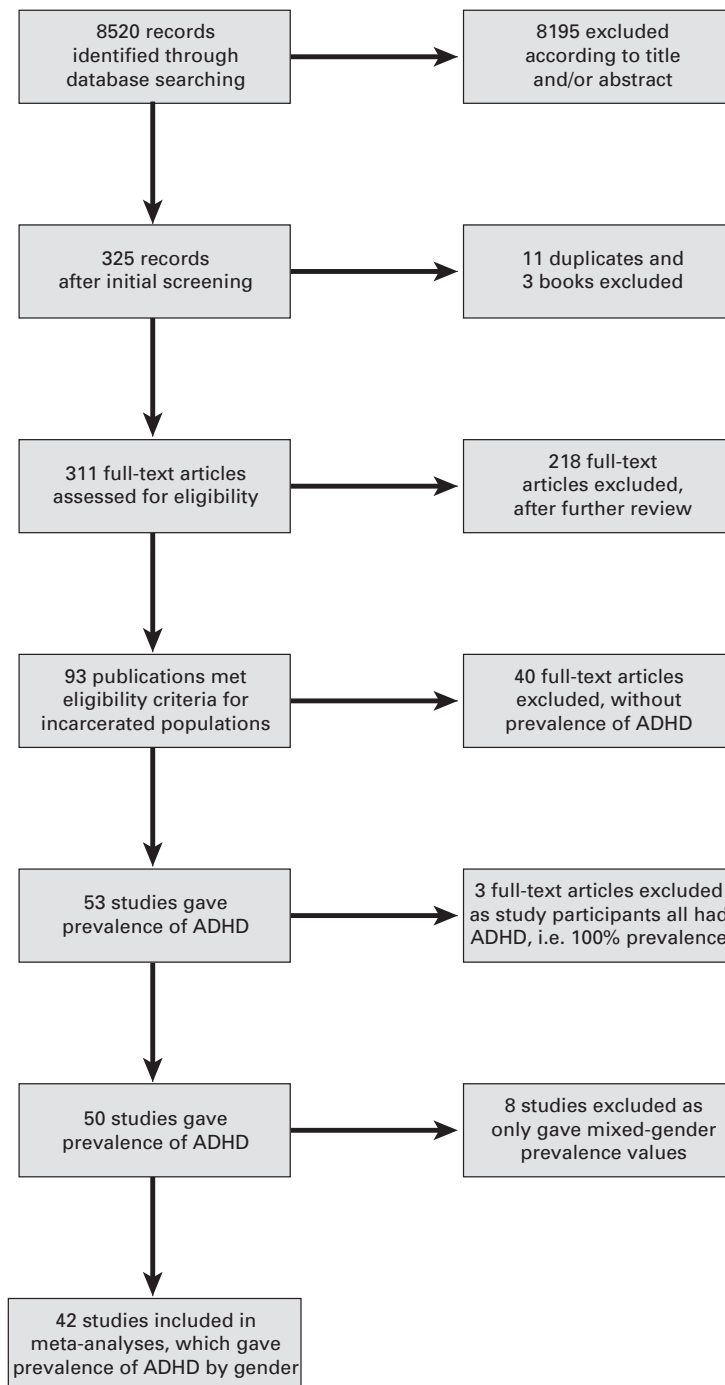 8520 records
identified through
database searching
8195 excluded
according to title
and/or abstract
325 records
after initial screening
11 duplicates and
3 books excluded
311 full-text articles
assessed for eligibility
218 full-text
articles excluded,
after further review
93 publications met
eligibility criteria for
incarcerated populations
40 full-text articles
excluded, without
prevalence of ADHD
53 studies gave
prevalence of ADHD
3 full-text articles excluded
as study participants all had
ADHD, i.e. 100% prevalence
50 studies gave
prevalence of ADHD
8 studies excluded as
only gave mixed-gender
prevalence values
42 studies included in
meta-analyses, which gave
prevalence of ADHD by gender